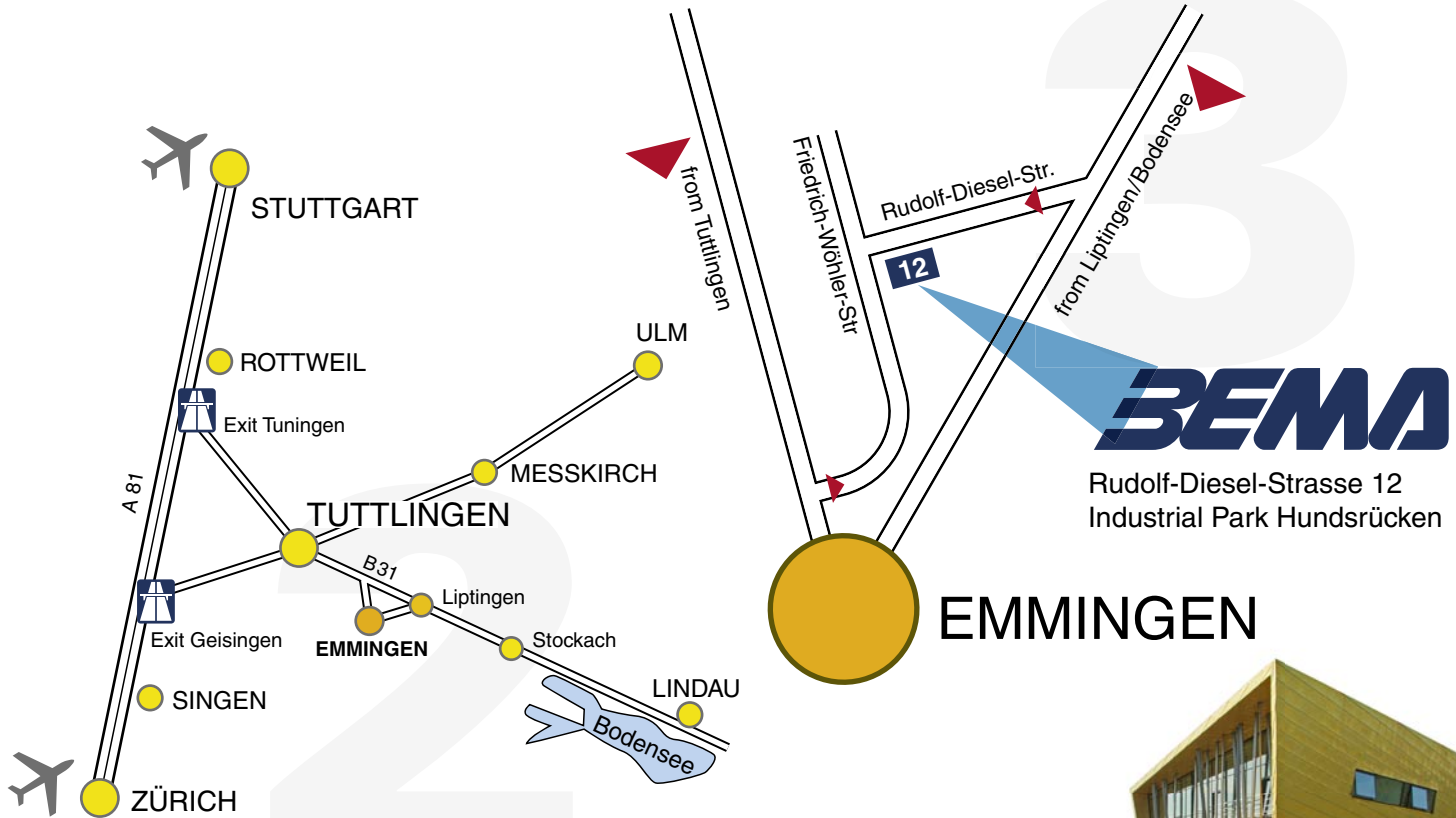 2
STUTTGART
ROTTWEIL
ULM
Exit Tuningen
A 81
MESSKIRCH
TUTTLINGEN
B31
Liptingen
Exit Geisingen
EMMINGEN
Stockach
SINGEN
LINDAU
Bodensee
ZÜRICH
3
from Tuttlingen
Friedrich-Wöhler-Str
Rudolf-Diesel-Str.
from Liptingen/Bodensee
12
BEMA
Rudolf-Diesel-Strasse 12
Industrial Park Hundsrücken
EMMINGEN